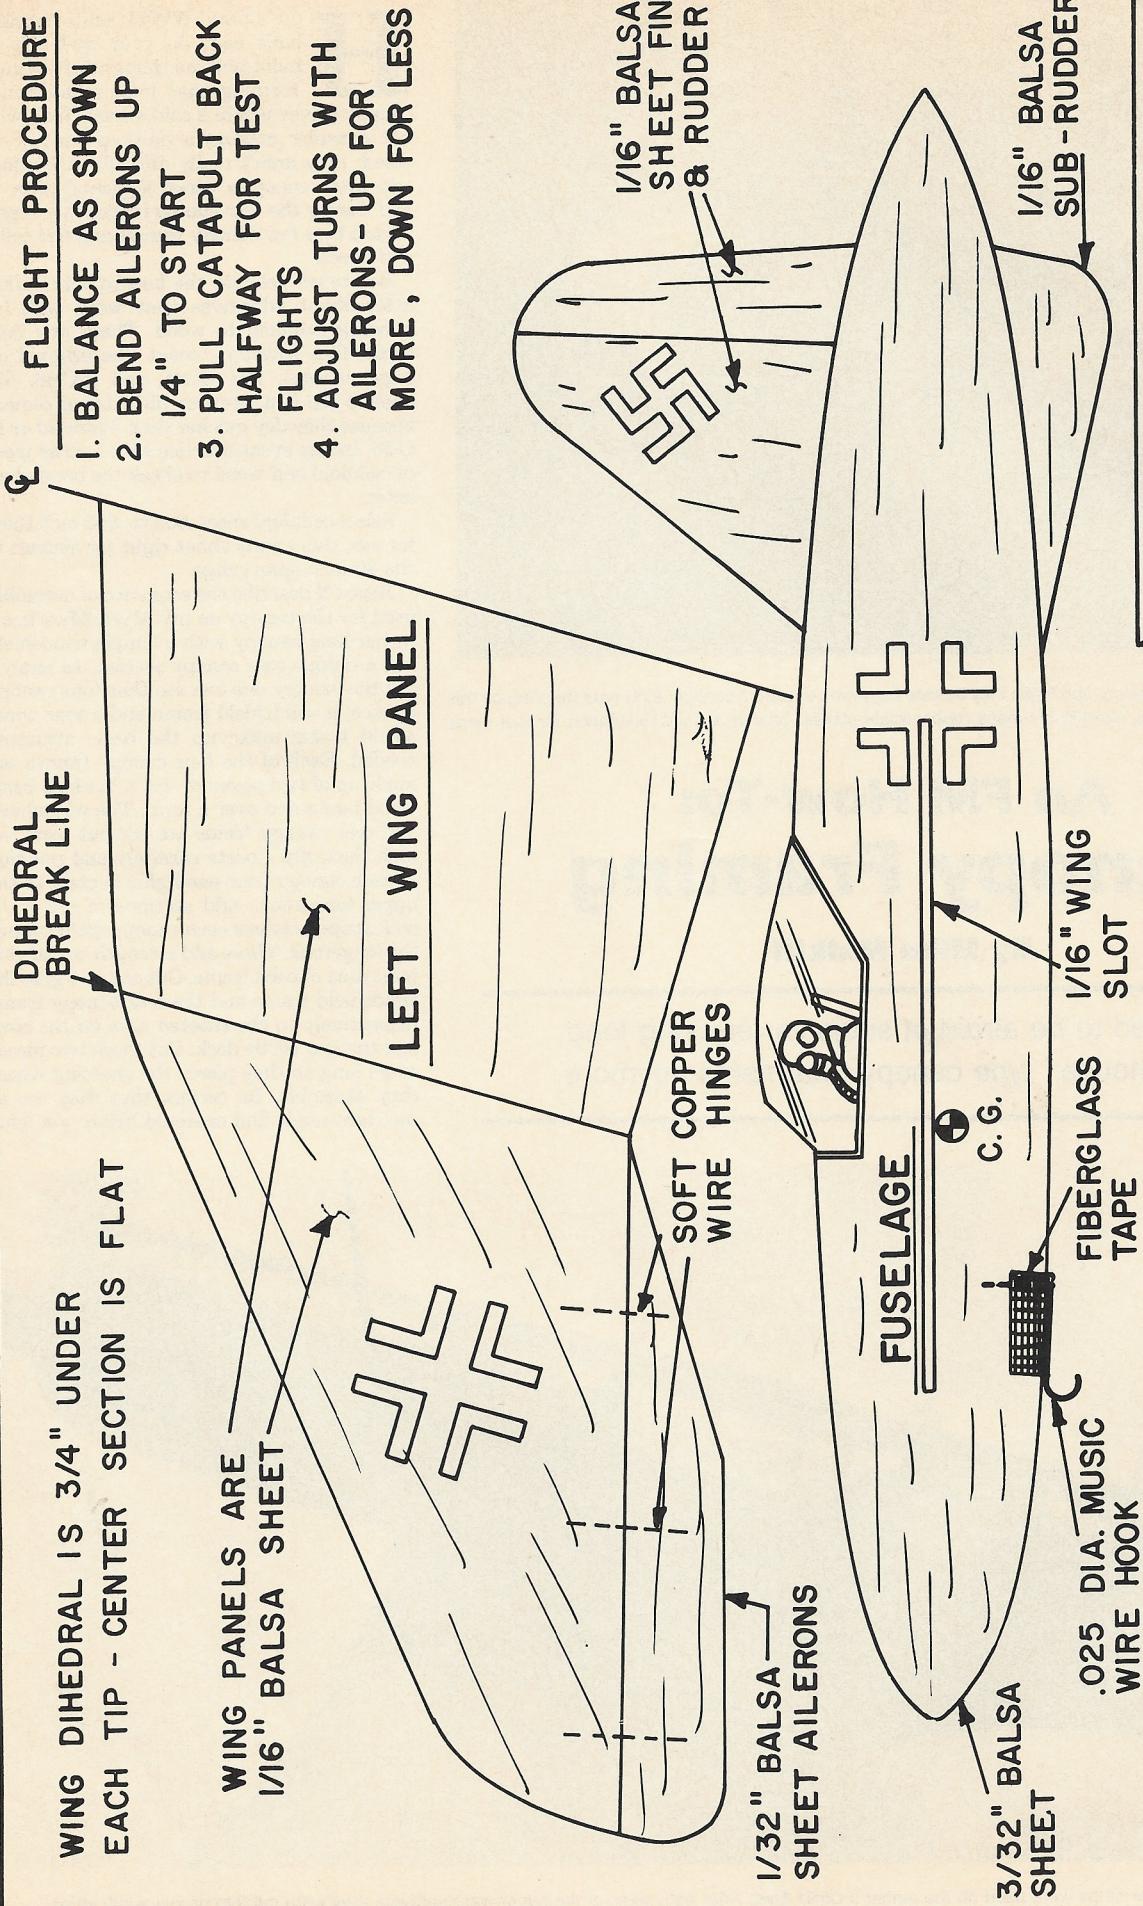 WING DIHEDRAL IS 3/4" UNDER
EACH TIP - CENTER SECTION IS FLAT
DIHEDRAL
BREAK LINE
℄
FLIGHT PROCEDURE
1. BALANCE AS SHOWN
2. BEND AILERONS UP
1/4" TO START
3. PULL CATAPULT BACK
HALFWAY FOR TEST
FLIGHTS
4. ADJUST TURNS WITH
AILERONS - UP FOR
MORE, DOWN FOR LESS
WING PANELS ARE
1/16" BALSA SHEET
LEFT WING PANEL
SOFT COPPER
WIRE HINGES
1/32" BALSA
SHEET AILERONS
1/16" BALSA
SHEET FIN
& RUDDER
FUSELAGE
C. G.
1/16" WING
SLOT
1/16" BALSA
SUB-RUDDER
3/32" BALSA
SHEET
.025 DIA. MUSIC
WIRE HOOK
FIBERGLASS
TAPE